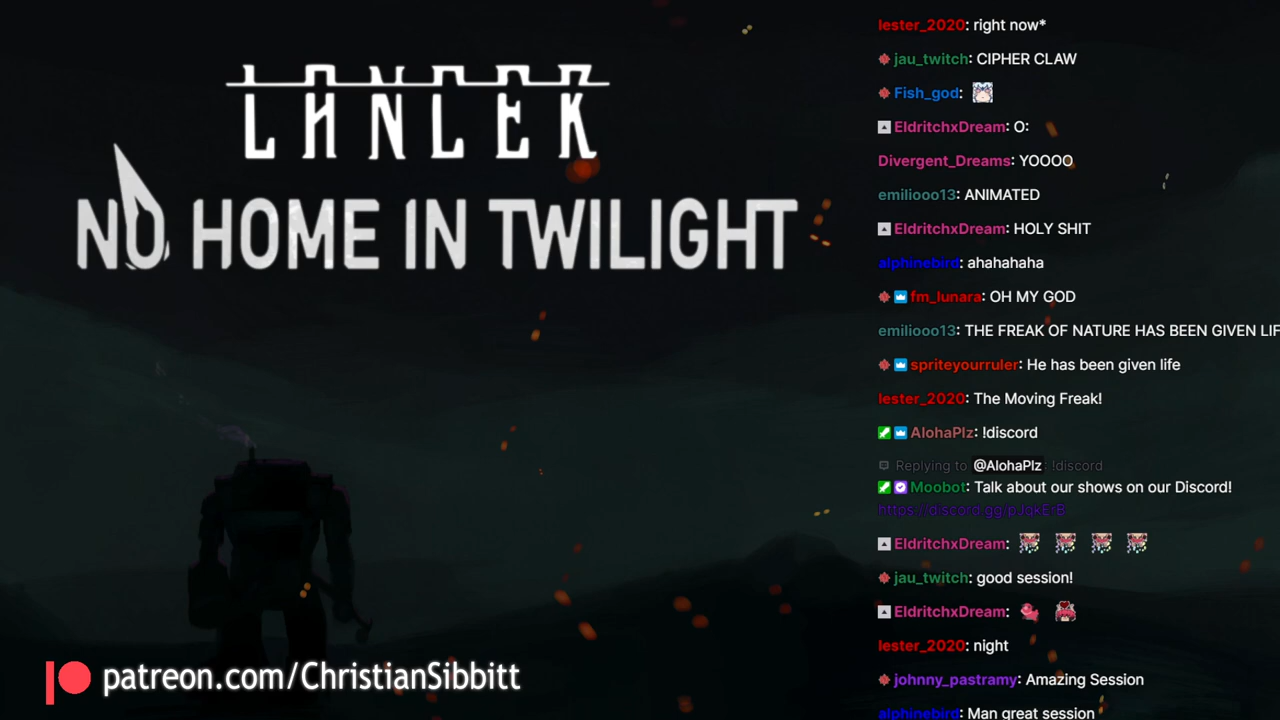 LANCER
NO HOME IN TWILIGHT
patreon.com/ChristianSibbitt
lester_2020: right now*
jau_twitch: CIPHER CLAW
Fish_god:
EldritchxDream: O:
Divergent_Dreams: YOOOO
emiliooo13: ANIMATED
EldritchxDream: HOLY SHIT
alphinebird: ahahahaha
fm_lunara: OH MY GOD
emiliooo13: THE FREAK OF NATURE HAS BEEN GIVEN LIF
spriteyourruler: He has been given life
lester_2020: The Moving Freak!
AlohaPlz: !discord
Replying to @AlohaPlz: !discord
Moobot: Talk about our shows on our Discord!
EldritchxDream:
jau_twitch: good session!
EldritchxDream:
lester_2020: night
johnny_pastramy: Amazing Session
alphinebird: Man great session